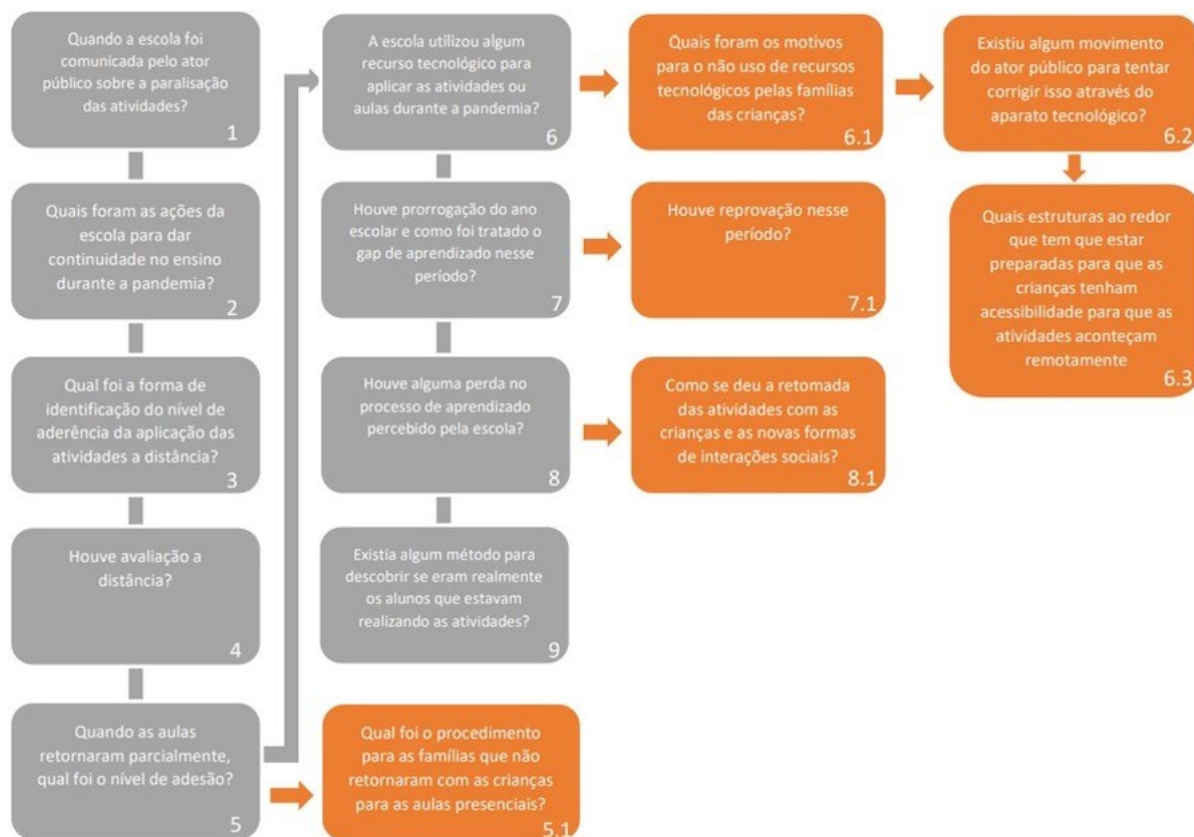 Quando a escola foi
comunicada pelo ator
público sobre a paralisação
das atividades?
1
Quais foram as ações da
escola para dar
continuidade no ensino
durante a pandemia?
2
Qual foi a forma de
identificação do nível de
aderência da aplicação das
atividades a distância?
3
Houve avaliação a
distância?
4
Quando as aulas
retornaram parcialmente,
qual foi o nível de adesão?
5
Qual foi o procedimento
para as famílias que não
retornaram com as crianças
para as aulas presenciais?
5.1
A escola utilizou algum
recurso tecnológico para
aplicar as atividades ou
aulas durante a pandemia?
6
Quais foram os motivos
para o não uso de recursos
tecnológicos pelas famílias
das crianças?
6.1
Existiu algum movimento
do ator público para tentar
corrigir isso através do
aparato tecnológico?
6.2
Quais estruturas ao redor
que tem que estar
preparadas para que as
crianças tenham
acessibilidade para que as
atividades aconteçam
remotamente
6.3
Houve prorrogação do ano
escolar e como foi tratado o
gap de aprendizado nesse
período?
7
Houve reprovação nesse
período?
7.1
Houve alguma perda no
processo de aprendizado
percebido pela escola?
8
Como se deu a retomada
das atividades com as
crianças e as novas formas
de interações sociais?
8.1
Existia algum método para
descobrir se eram realmente
os alunos que estavam
realizando as atividades?
9